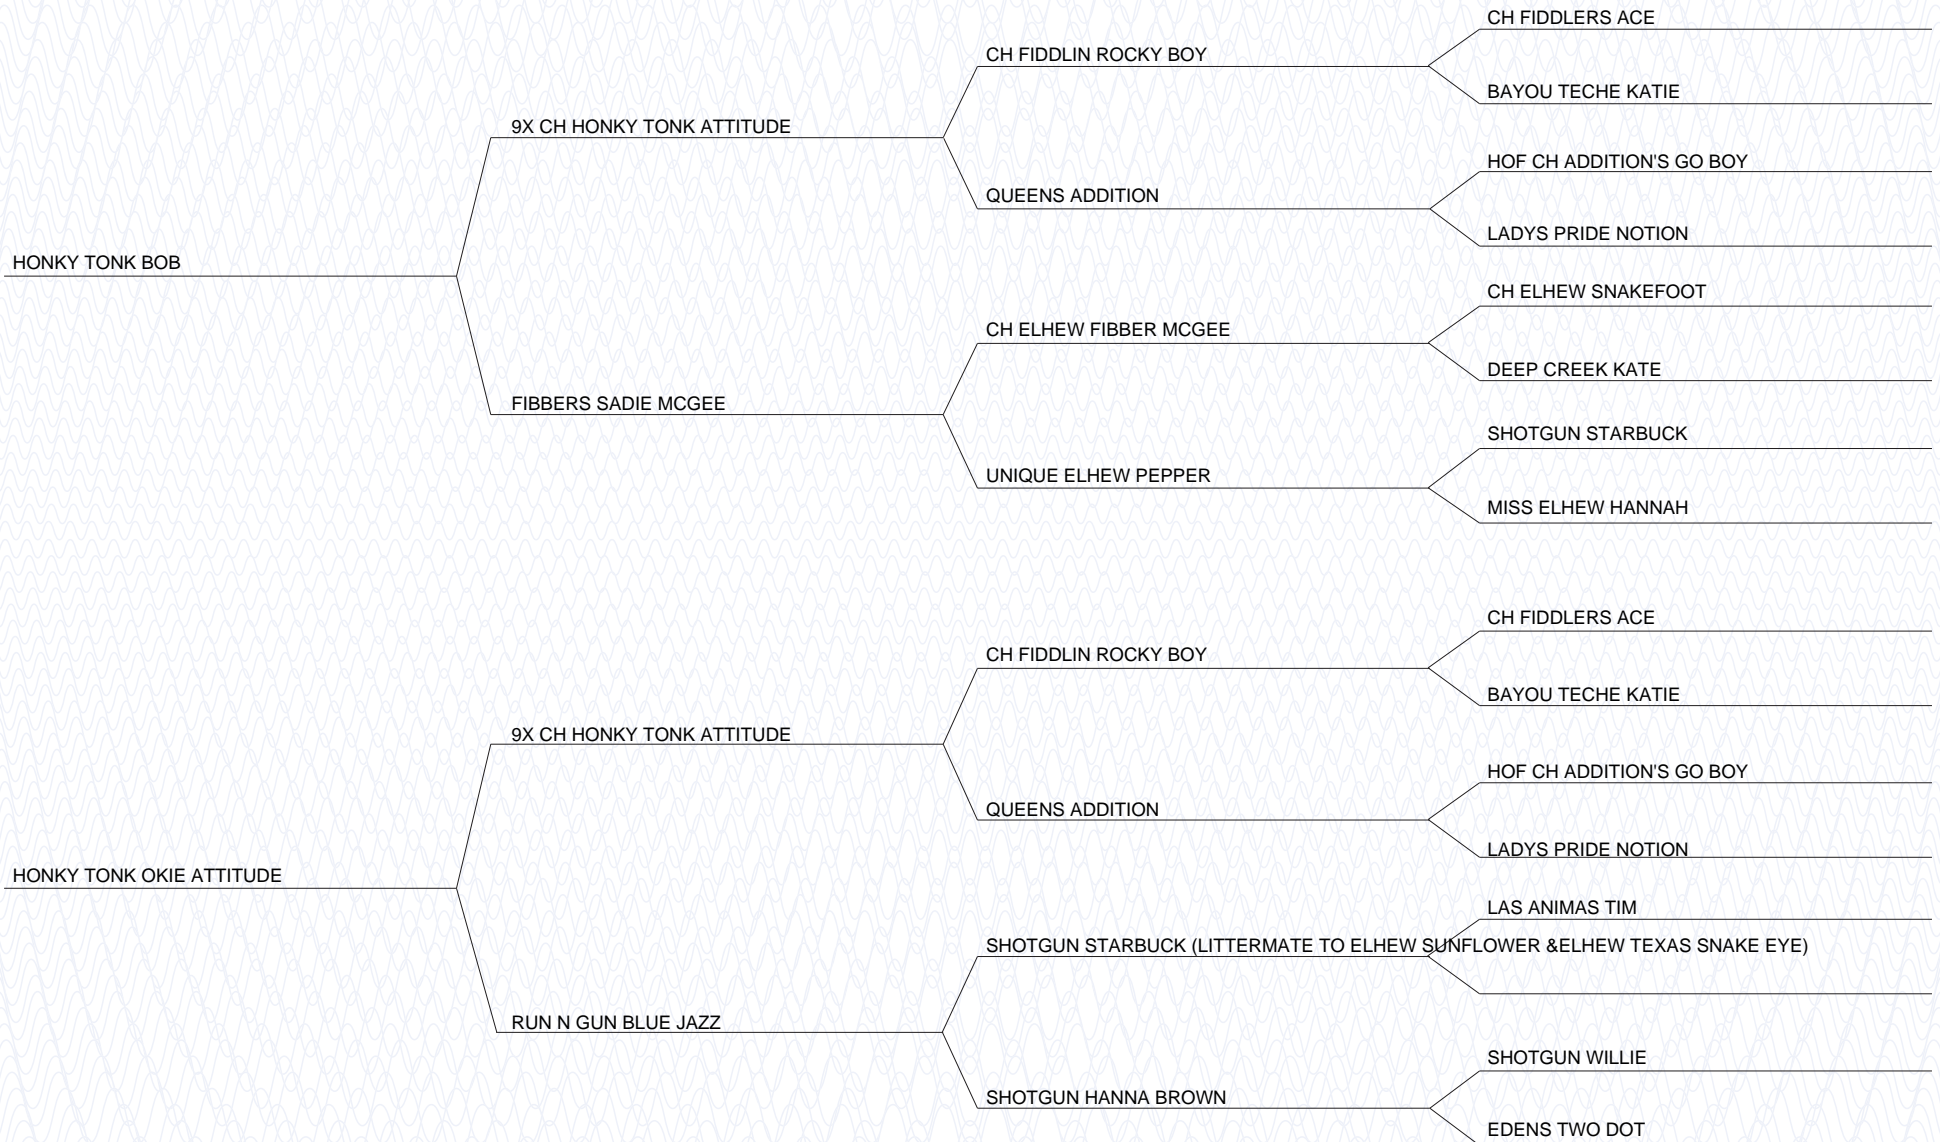 CH FIDDLERS ACE
CH FIDDLIN ROCKY BOY
BAYOU TECHE KATIE
9X CH HONKY TONK ATTITUDE
HOF CH ADDITION'S GO BOY
QUEENS ADDITION
LADYS PRIDE NOTION
HONKY TONK BOB
CH ELHEW SNAKEFOOT
CH ELHEW FIBBER MCGEE
DEEP CREEK KATE
FIBBERS SADIE MCGEE
SHOTGUN STARBUCK
UNIQUE ELHEW PEPPER
MISS ELHEW HANNAH
CH FIDDLERS ACE
CH FIDDLIN ROCKY BOY
BAYOU TECHE KATIE
9X CH HONKY TONK ATTITUDE
HOF CH ADDITION'S GO BOY
QUEENS ADDITION
LADYS PRIDE NOTION
HONKY TONK OKIE ATTITUDE
LAS ANIMAS TIM
SHOTGUN STARBUCK (LITTERMATE TO ELHEW SUNFLOWER &ELHEW TEXAS SNAKE EYE)
RUN N GUN BLUE JAZZ
SHOTGUN WILLIE
SHOTGUN HANNA BROWN
EDENS TWO DOT